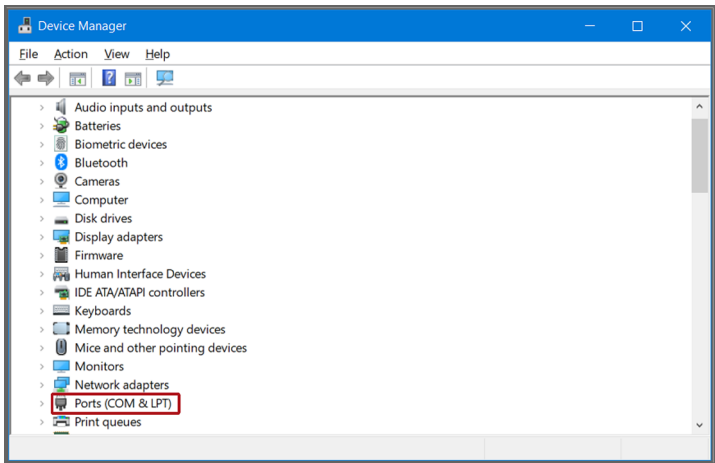 Device Manager
File Action View Help
Audio inputs and outputs
Batteries
Biometric devices
Bluetooth
Cameras
Computer
Disk drives
Display adapters
Firmware
Human Interface Devices
IDE ATA/ATAPI controllers
Keyboards
Memory technology devices
Mice and other pointing devices
Monitors
Network adapters
Ports (COM & LPT)
Print queues